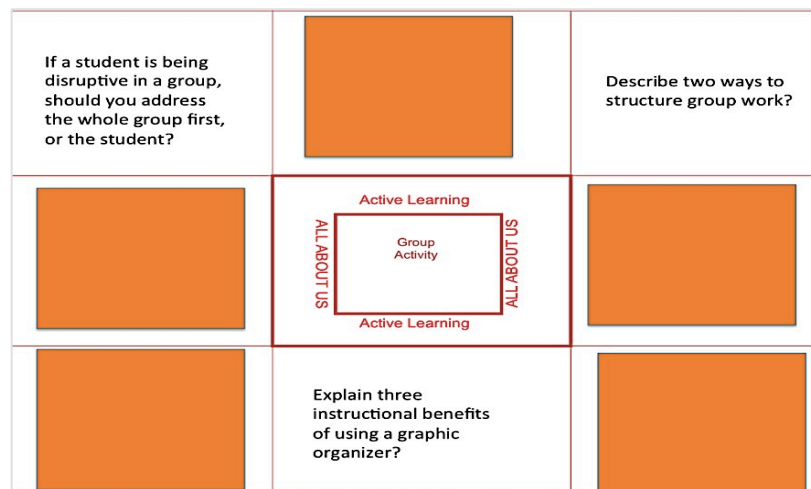 If a student is being
disruptive in a group,
should you address
the whole group first,
or the student?
Describe two ways to
structure group work?
Active Learning
ALL ABOUT US
Group
Activity
ALL ABOUT US
Active Learning
Explain three
instructional benefits
of using a graphic
organizer?